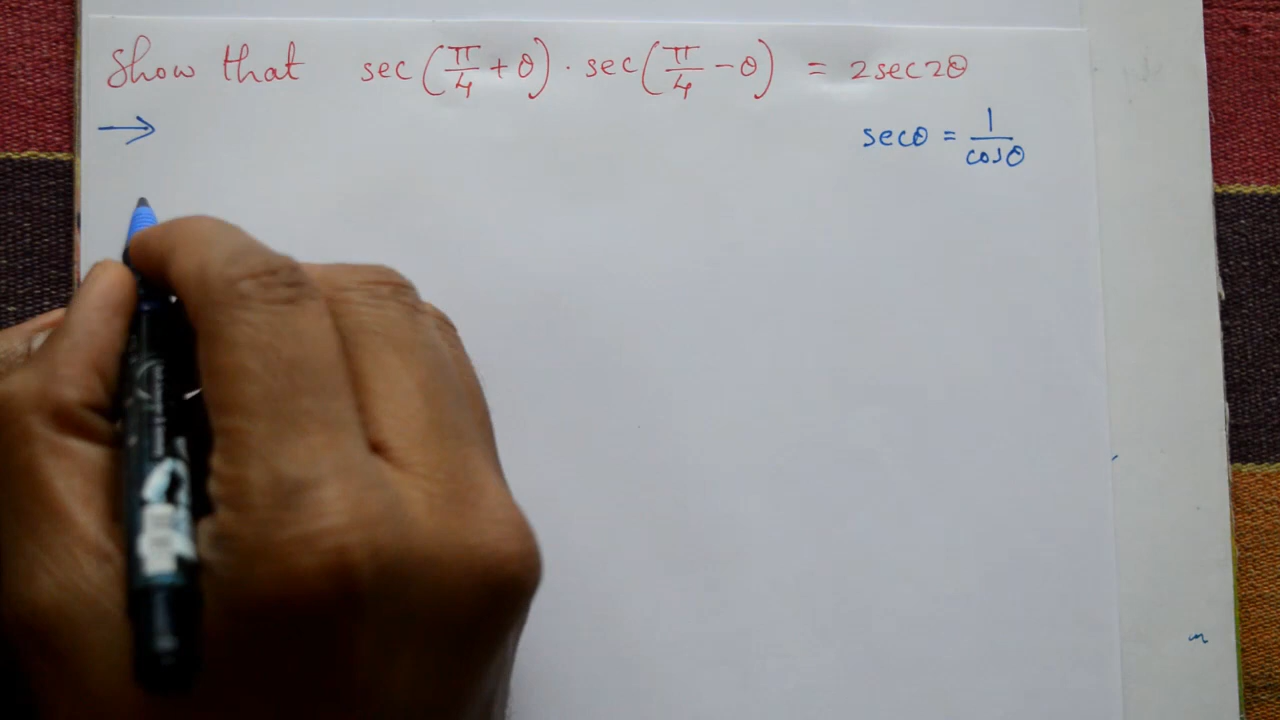 Show that sec(π/4 + θ) · sec(π/4 - θ) = 2sec2θ
→
secθ = 1/cosθ